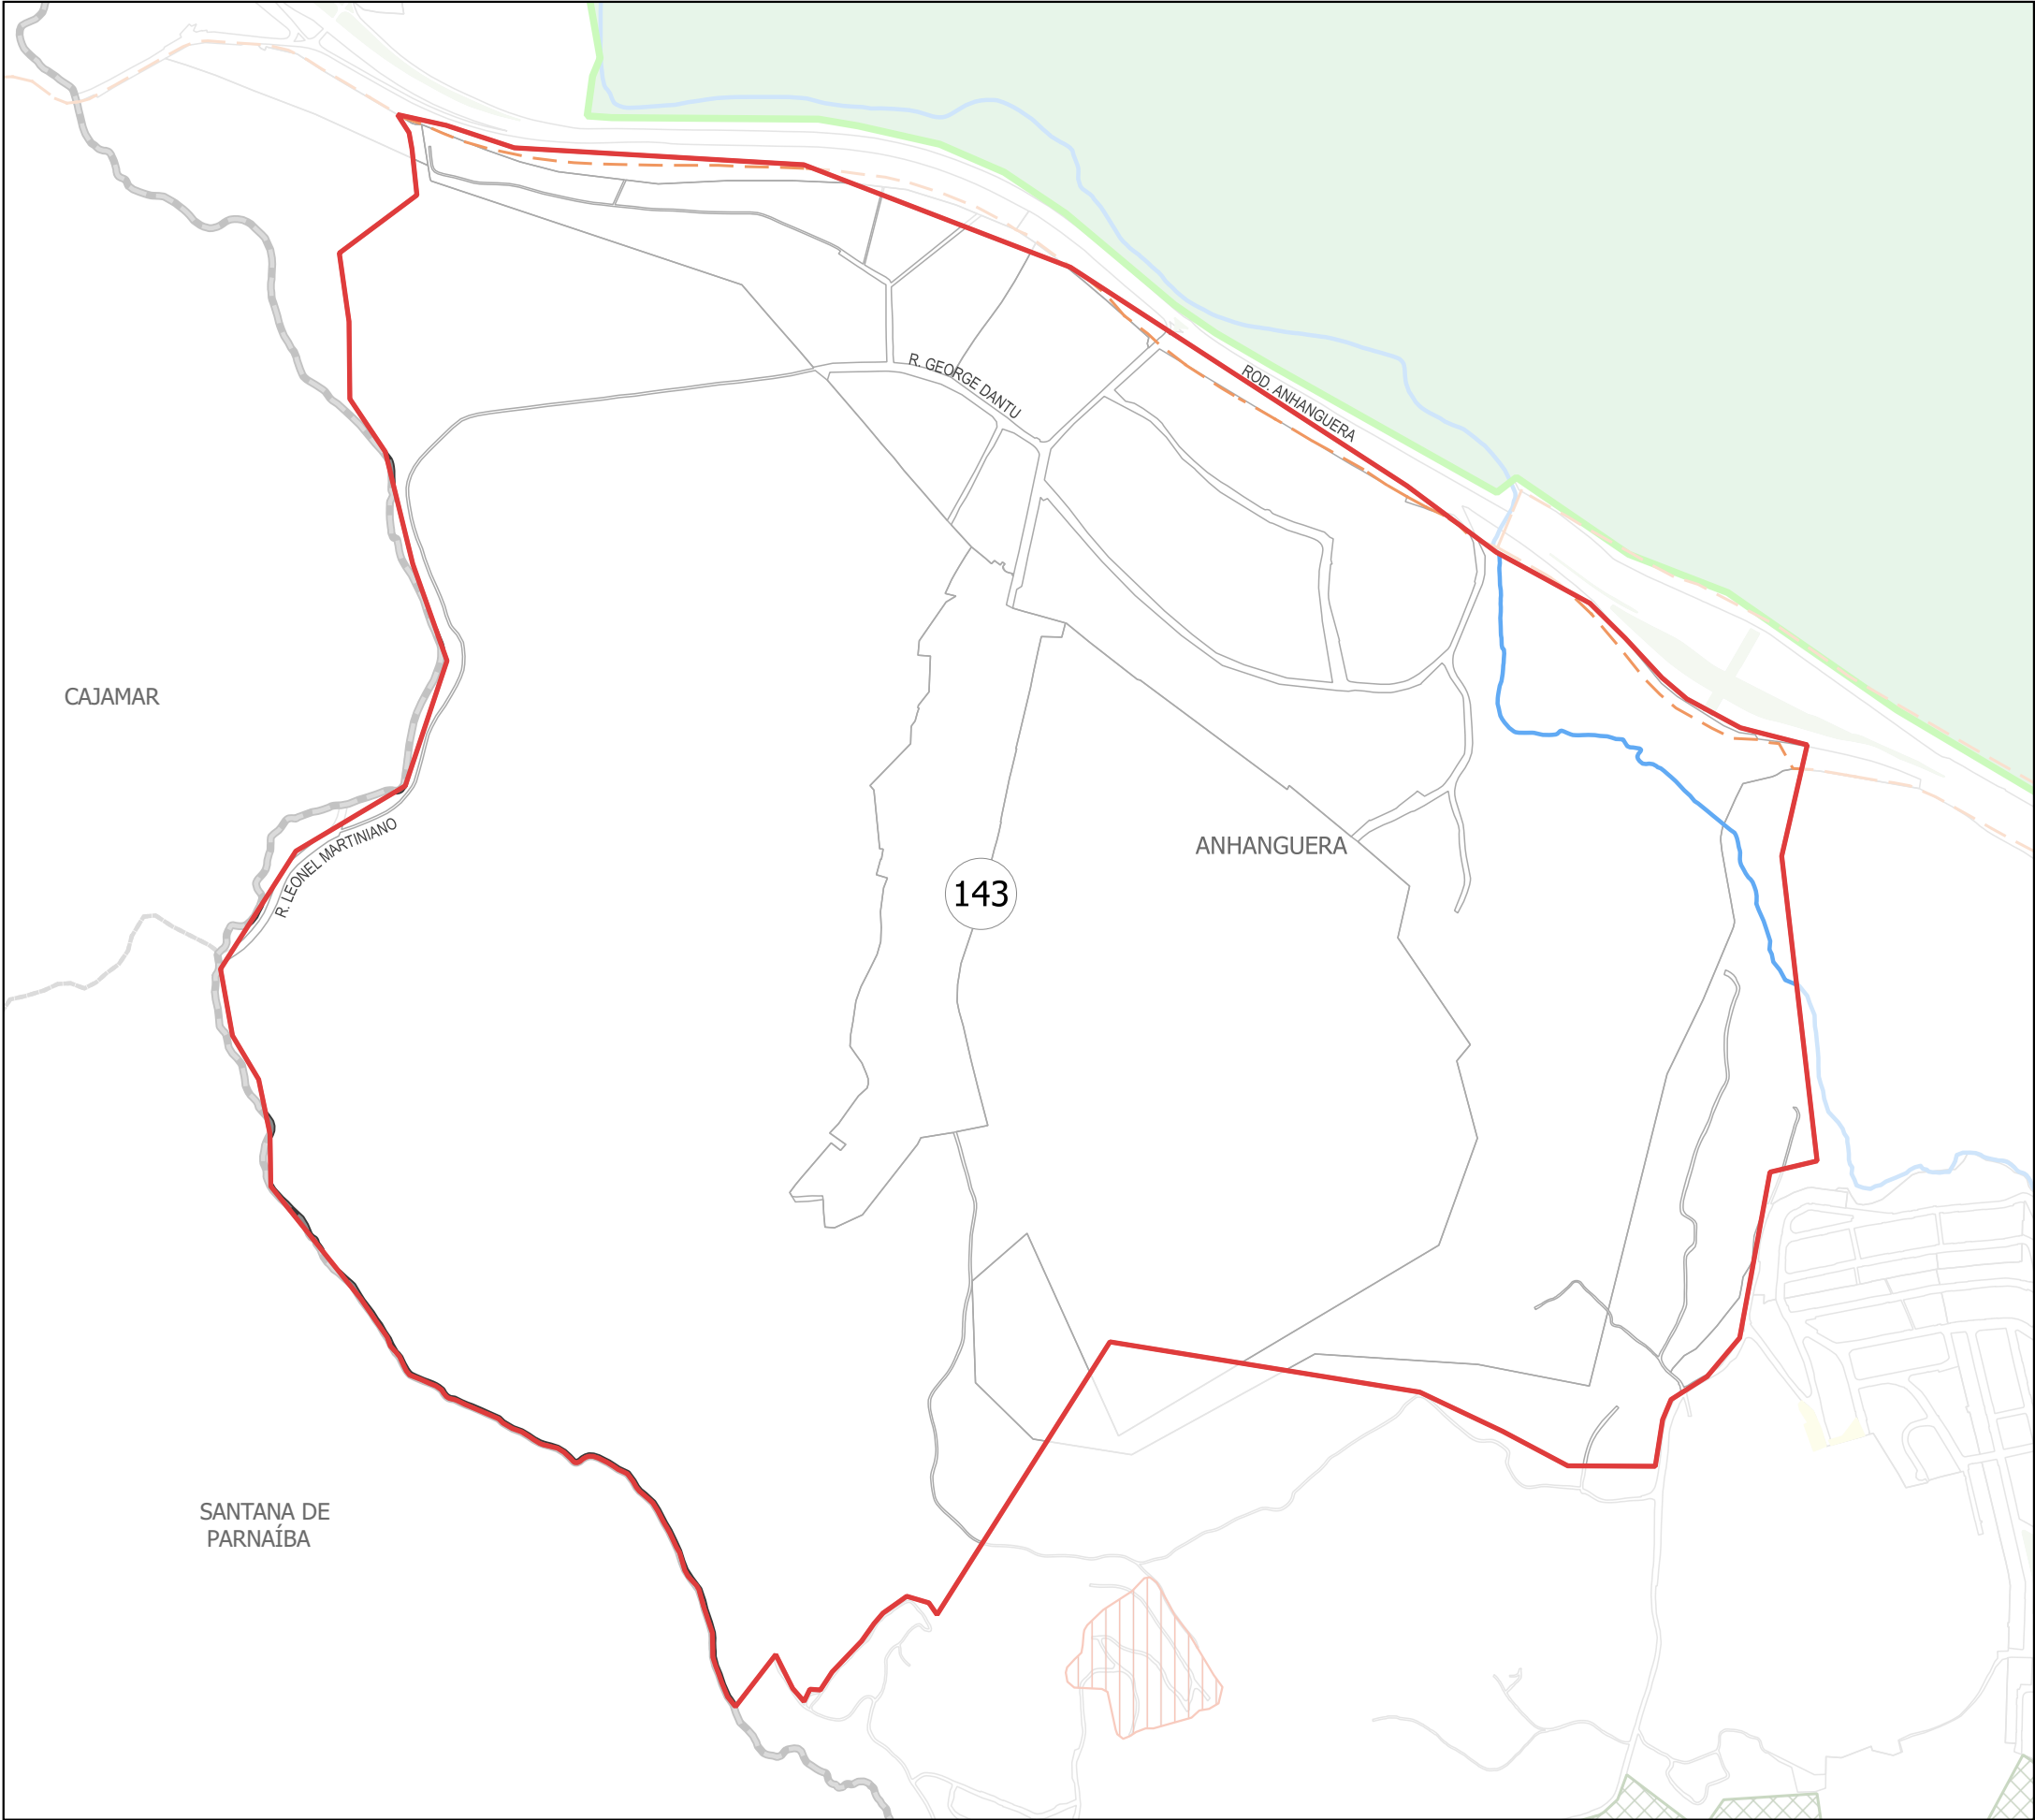 R. GEORGE DANTU
ROD. ANHANGUERA
CAJAMAR
R. LEONEL MARTINIANO
ANHANGUERA
143
SANTANA DE
PARNAÍBA